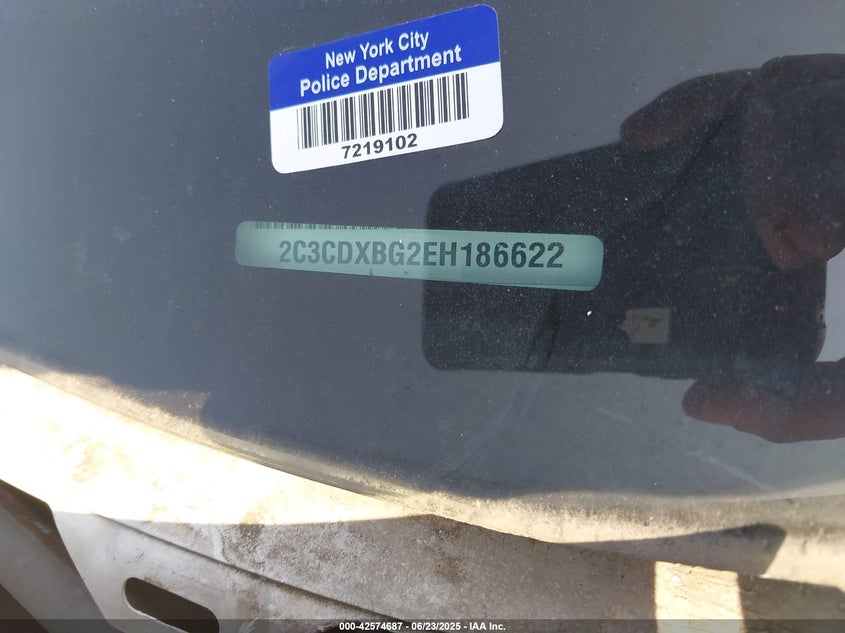 New York City
Police Department
7219102
2C3CDXBG2EH186622
000-42574687 - 06/23/2025 - IAA Inc.